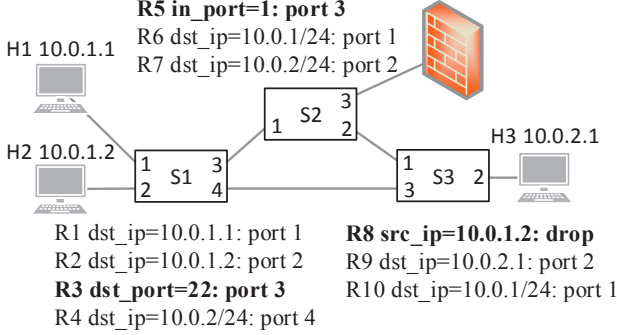 R5 in_port=1: port 3
R6 dst_ip=10.0.1/24: port 1
R7 dst_ip=10.0.2/24: port 2
H1 10.0.1.1
H2 10.0.1.2
H3 10.0.2.1
S2
1
3
2
S1
1
2
3
4
S3
1
3
2
R1 dst_ip=10.0.1.1: port 1
R2 dst_ip=10.0.1.2: port 2
R3 dst_port=22: port 3
R4 dst_ip=10.0.2/24: port 4
R8 src_ip=10.0.1.2: drop
R9 dst_ip=10.0.2.1: port 2
R10 dst_ip=10.0.1/24: port 1